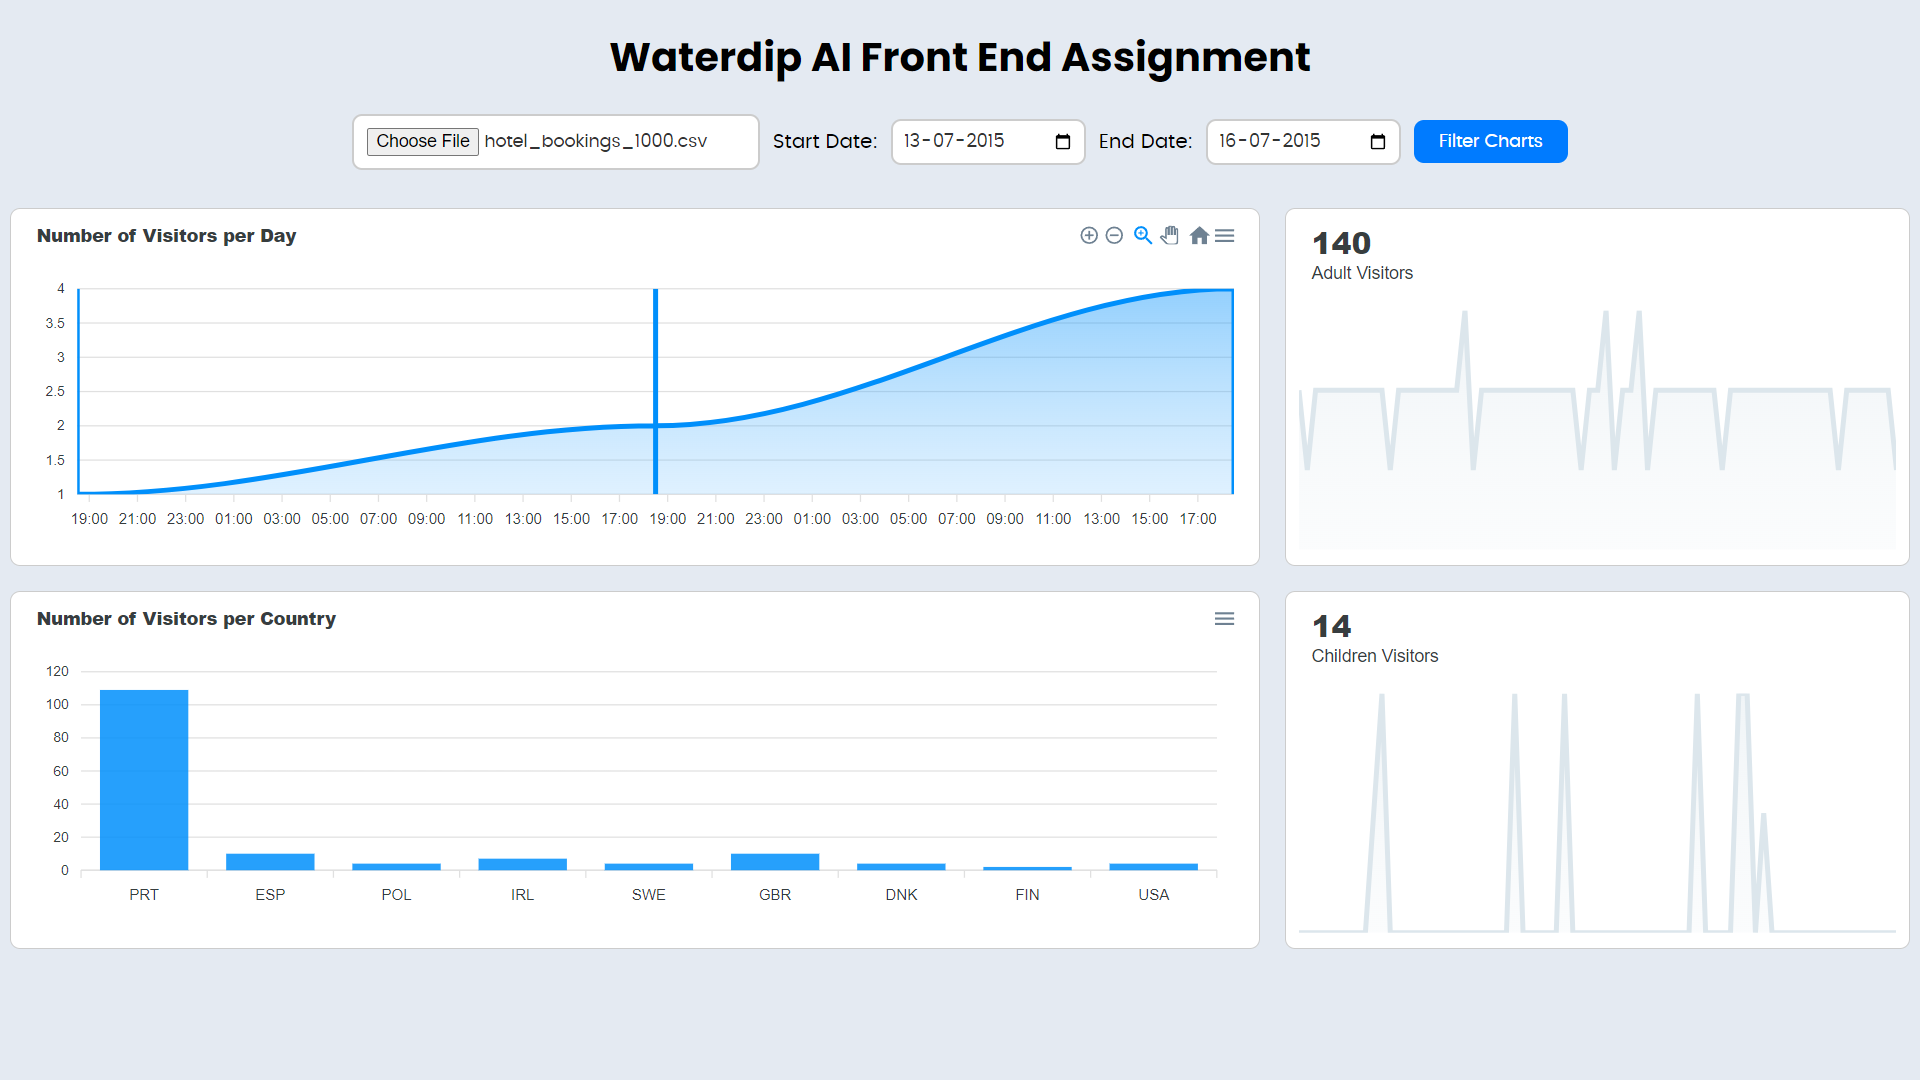 Waterdip AI Front End Assignment
Choose File hotel_bookings_1000.csv Start Date: 13-07-2015 End Date: 16-07-2015 Filter Charts
Number of Visitors per Day
4
3.5
3
2.5
2
1.5
1
19:00 21:00 23:00 01:00 03:00 05:00 07:00 09:00 11:00 13:00 15:00 17:00 19:00 21:00 23:00 01:00 03:00 05:00 07:00 09:00 11:00 13:00 15:00 17:00
140
Adult Visitors
Number of Visitors per Country
120
100
80
60
40
20
0
PRT ESP POL IRL SWE GBR DNK FIN USA
14
Children Visitors